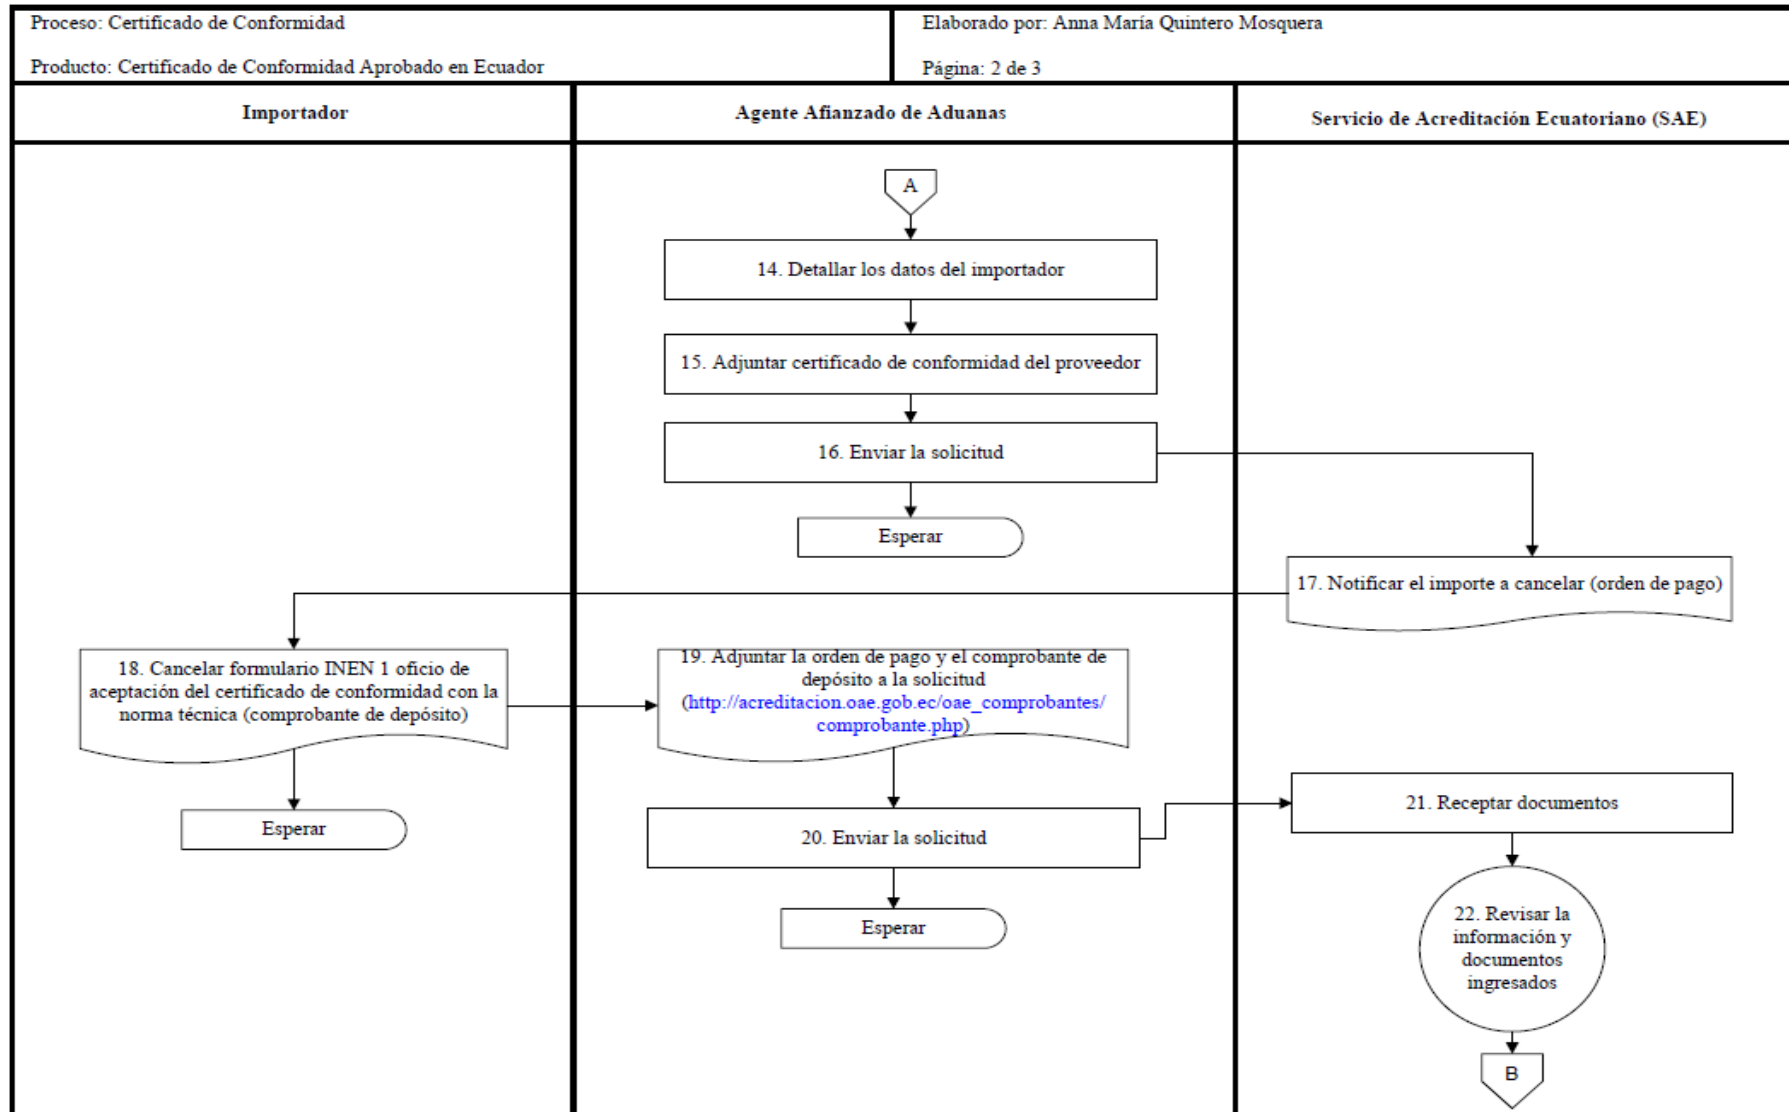 Proceso: Certificado de Conformidad
Producto: Certificado de Conformidad Aprobado en Ecuador
Elaborado por: Anna María Quintero Mosquera
Página: 2 de 3
Importador
Agente Afianzado de Aduanas
Servicio de Acreditación Ecuatoriano (SAE)
A
14. Detallar los datos del importador
15. Adjuntar certificado de conformidad del proveedor
16. Enviar la solicitud
Esperar
17. Notificar el importe a cancelar (orden de pago)
18. Cancelar formulario INEN 1 oficio de
aceptación del certificado de conformidad con la
norma técnica (comprobante de depósito)
19. Adjuntar la orden de pago y el comprobante de
depósito a la solicitud
(http://acreditacion.oae.gob.ec/oae_comprobantes/
comprobante.php)
Esperar
20. Enviar la solicitud
21. Receptar documentos
Esperar
22. Revisar la
información y
documentos
ingresados
B